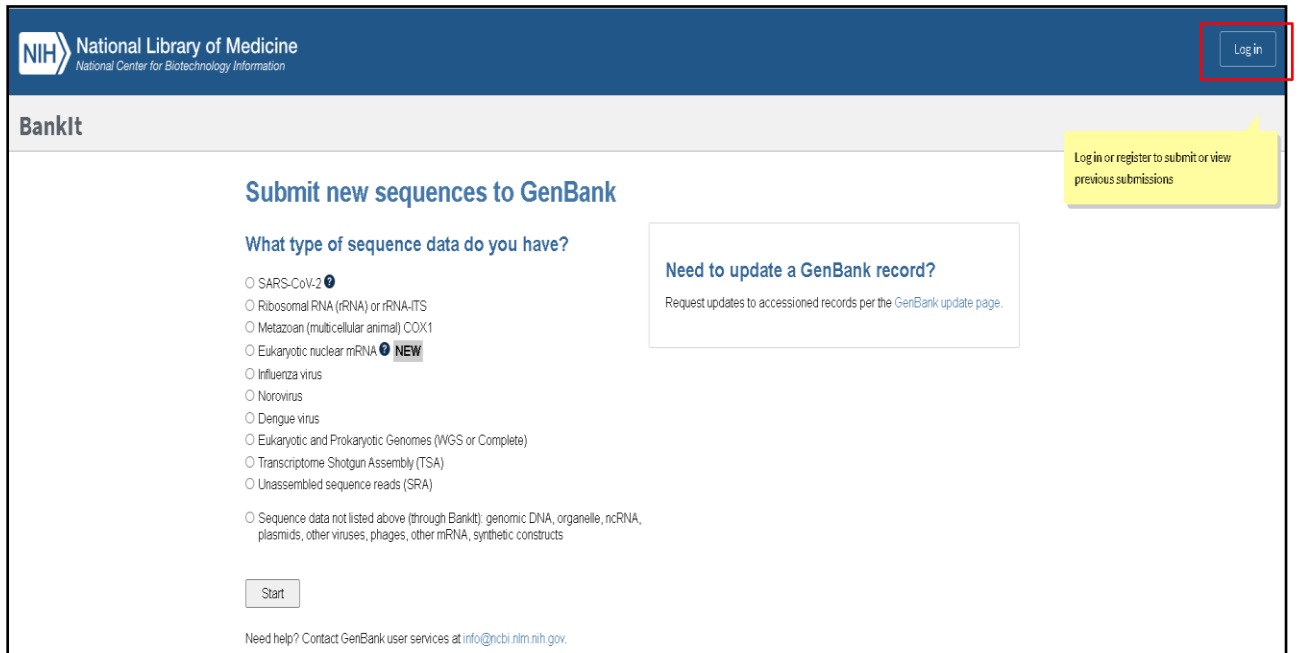 NIH
National Library of Medicine
National Center for Biotechnology Information
Log in
BankIt
Log in or register to submit or view
previous submissions
Submit new sequences to GenBank
What type of sequence data do you have?
SARS-CoV-2 ?
Ribosomal RNA (rRNA) or rRNA-ITS
Metazoan (multicellular animal) COX1
Eukaryotic nuclear mRNA ? NEW
Influenza virus
Norovirus
Dengue virus
Eukaryotic and Prokaryotic Genomes (WGS or Complete)
Transcriptome Shotgun Assembly (TSA)
Unassembled sequence reads (SRA)
Sequence data not listed above (through BankIt): genomic DNA, organelle, ncRNA,
plasmids, other viruses, phages, other mRNA, synthetic constructs
Need to update a GenBank record?
Request updates to accessioned records per the GenBank update page.
Start
Need help? Contact GenBank user services at info@ncbi.nlm.nih.gov.